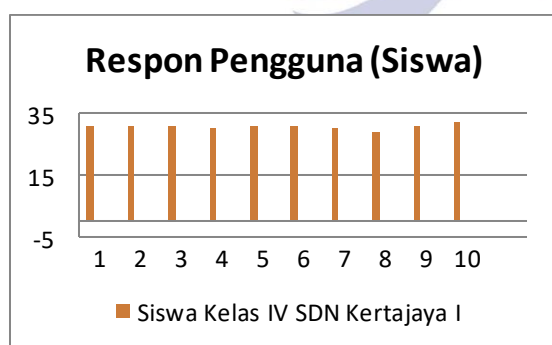 Respon Pengguna (Siswa)
35
15
-5
1 2 3 4 5 6 7 8 9 10
Siswa Kelas IV SDN Kertajaya I